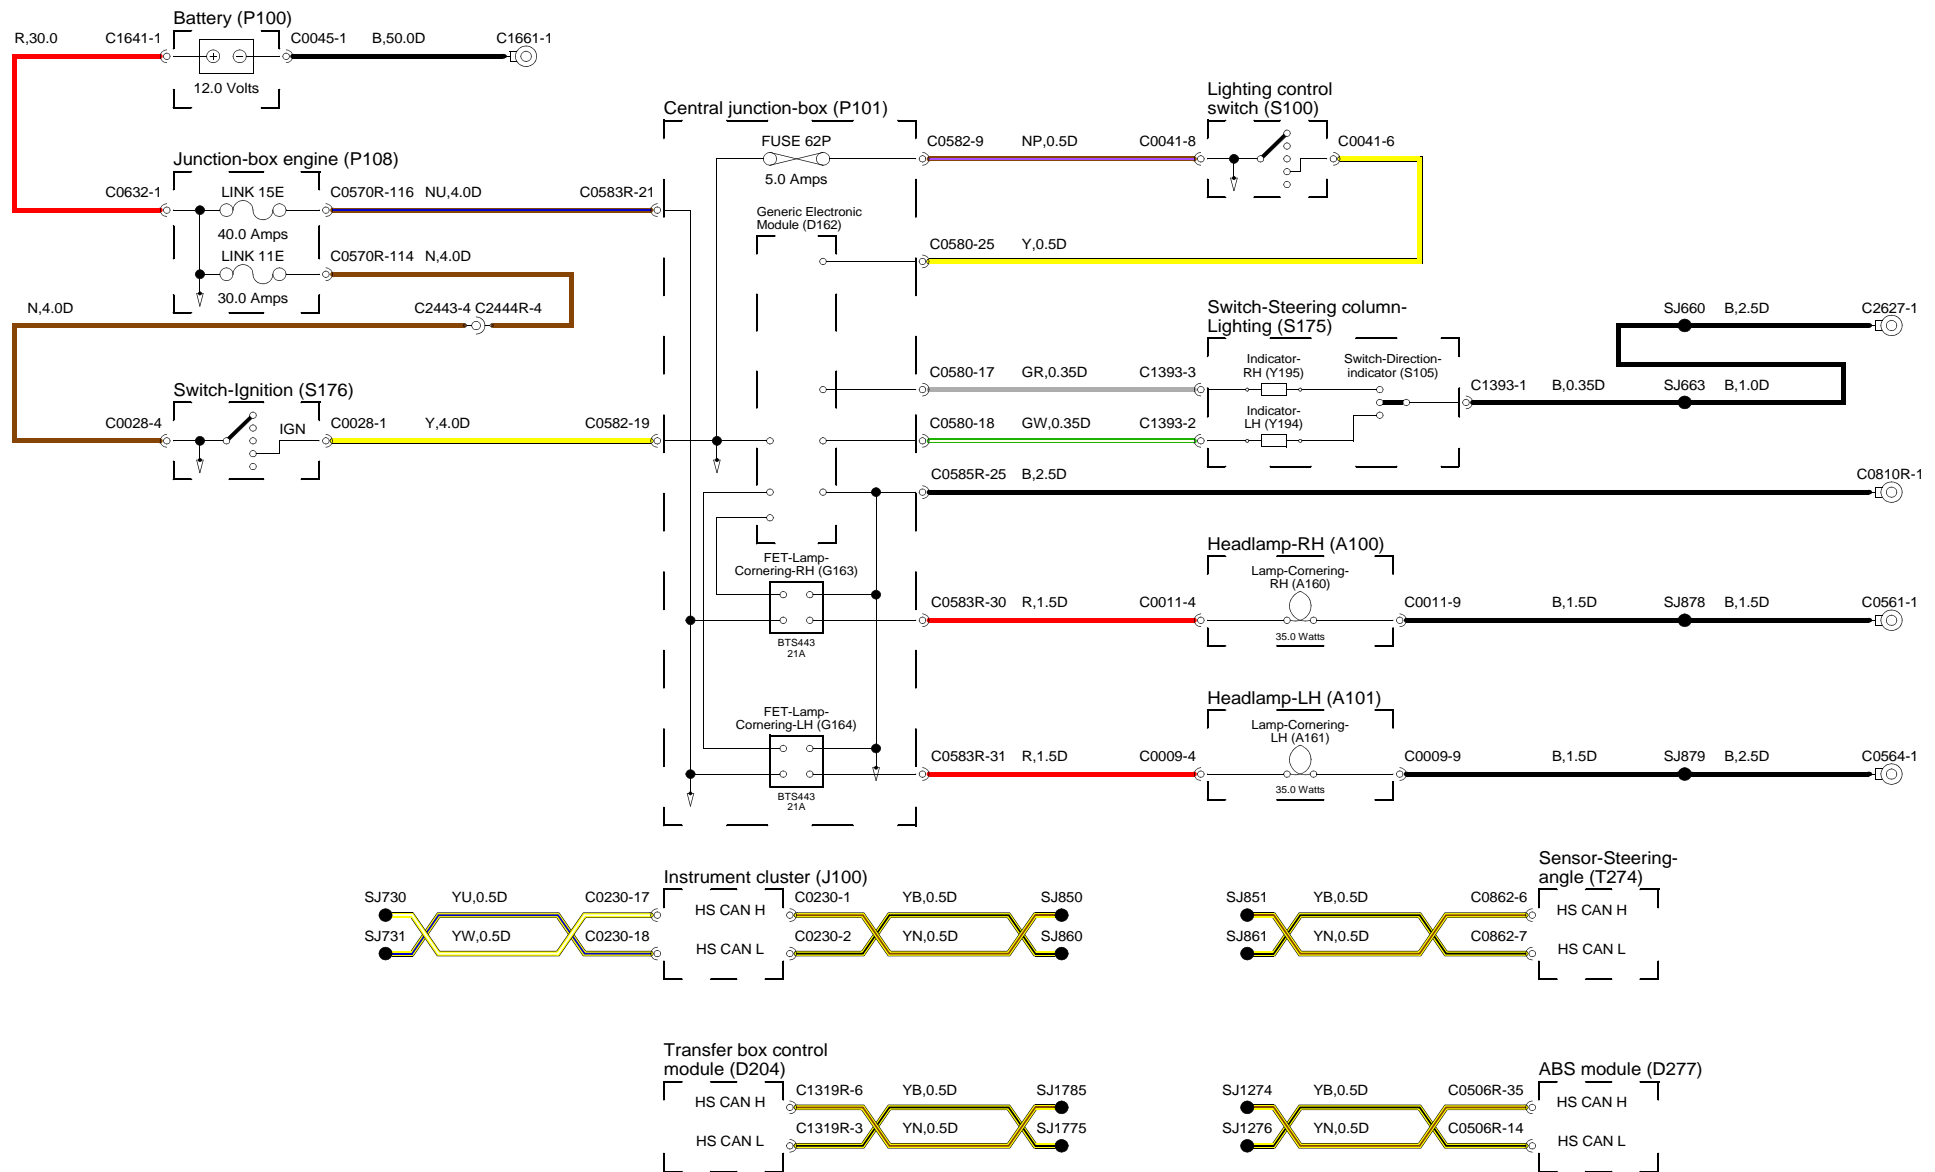 Battery (P100)
R,30.0
C1641-1
C0045-1
B,50.0D
C1661-1
12.0 Volts
Junction-box engine (P108)
C0632-1
LINK 15E
40.0 Amps
C0570R-116
NU,4.0D
C0583R-21
LINK 11E
30.0 Amps
C0570R-114
N,4.0D
N,4.0D
C2443-4
C2444R-4
Switch-Ignition (S176)
C0028-4
IGN
C0028-1
Y,4.0D
C0582-19
Central junction-box (P101)
FUSE 62P
5.0 Amps
Generic Electronic
Module (D162)
FET-Lamp-
Cornering-RH (G163)
BTS443
21A
FET-Lamp-
Cornering-LH (G164)
BTS443
21A
C0582-9
NP,0.5D
C0041-8
Lighting control
switch (S100)
C0041-6
C0580-25
Y,0.5D
Switch-Steering column-
Lighting (S175)
C0580-17
GR,0.35D
C1393-3
Indicator-
RH (Y195)
Switch-Direction-
indicator (S105)
C0580-18
GW,0.35D
C1393-2
Indicator-
LH (Y194)
C1393-1
B,0.35D
SJ663
B,1.0D
SJ660
B,2.5D
C2627-1
C0585R-25
B,2.5D
C0810R-1
Headlamp-RH (A100)
Lamp-Cornering-
RH (A160)
35.0 Watts
C0583R-30
R,1.5D
C0011-4
C0011-9
B,1.5D
SJ878
B,1.5D
C0561-1
Headlamp-LH (A101)
Lamp-Cornering-
LH (A161)
35.0 Watts
C0583R-31
R,1.5D
C0009-4
C0009-9
B,1.5D
SJ879
B,2.5D
C0564-1
Instrument cluster (J100)
SJ730
YU,0.5D
C0230-17
HS CAN H
C0230-1
YB,0.5D
SJ850
SJ731
YW,0.5D
C0230-18
HS CAN L
C0230-2
YN,0.5D
SJ860
Sensor-Steering-
angle (T274)
SJ851
YB,0.5D
C0862-6
HS CAN H
SJ861
YN,0.5D
C0862-7
HS CAN L
Transfer box control
module (D204)
HS CAN H
C1319R-6
YB,0.5D
SJ1785
HS CAN L
C1319R-3
YN,0.5D
SJ1775
ABS module (D277)
SJ1274
YB,0.5D
C0506R-35
HS CAN H
SJ1276
YN,0.5D
C0506R-14
HS CAN L